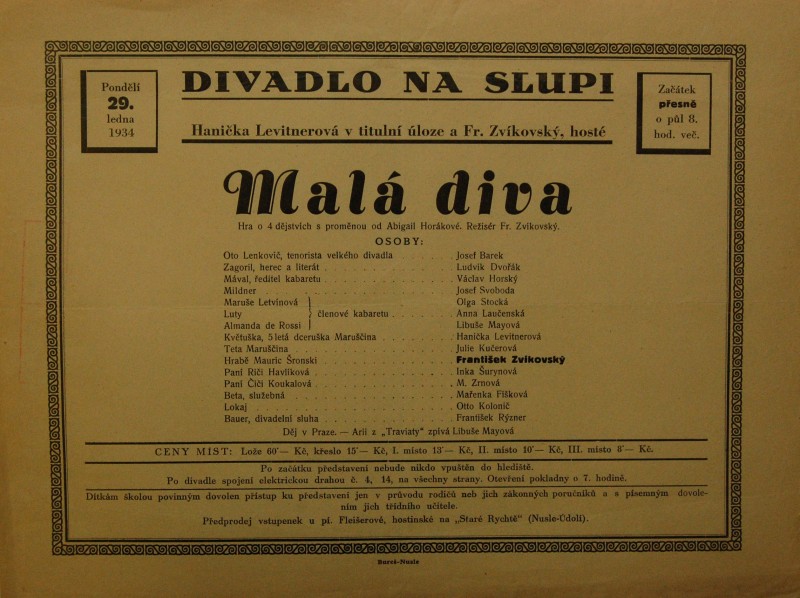 Pondělí
29.
ledna
1934
DIVADLO NA SLUPI
Hanička Levitnerová v titulní úloze a Fr. Zvíkovský, hosté
Začátek
přesně
o půl 8.
hod. več.
Malá diva
Hra o 4 dějstvích s proměnou od Abigail Horákové. Režisér Fr. Zvíkovský.
OSOBY:
Oto Lenkovič, tenorista velkého divadla . . . . . Josef Barek
Zagoril, herec a literát . . . . . Ludvík Dvořák
Mával, ředitel kabaretu . . . . . Václav Horský
Mildner . . . . . Josef Svoboda
Maruše Letvínová Olga Stocká
Luty } členové kabaretu . . . . . Anna Laučenská
Almanda de Rossi Libuše Mayová
Květuška, 5 letá dceruška Maruščina . . . . . Hanička Levitnerová
Teta Maruščina . . . . . Julie Kučerová
Hrabě Mauric Šronski . . . . . František Zvíkovský
Paní Riči Havlíková . . . . . Inka Šurynová
Paní Čiči Koukalová . . . . . M. Zrnová
Beta, služebná . . . . . Mařenka Fišková
Lokaj . . . . . Otto Kolonič
Bauer, divadelní sluha . . . . . František Rýzner
Děj v Praze. — Arii z „Traviaty" zpívá Libuše Mayová
CENY MÍST: Lože 60·— Kč, křeslo 15·— Kč, I. místo 13·— Kč, II. místo 10·— Kč, III. místo 8·— Kč.
Po začátku představení nebude nikdo vpuštěn do hlediště.
Po divadle spojení elektrickou drahou č. 4, 14, na všechny strany. Otevření pokladny o 7. hodině.
Dítkám školou povinným dovolen přístup ku představení jen v průvodu rodičů neb jich zákonných poručníků a s písemným dovole-
ním jich třídního učitele.
Předprodej vstupenek u pí. Fleišerové, hostinské na „Staré Rychtě" (Nusle-Údolí).
Bureš-Nusle